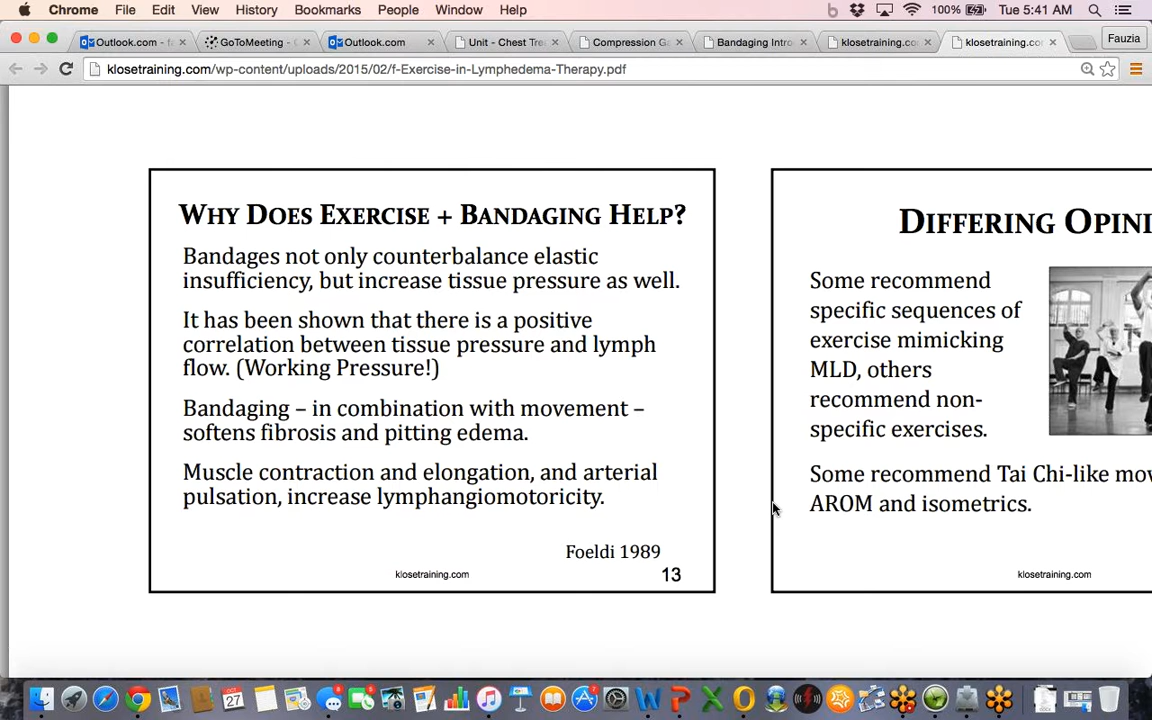 Chrome File Edit View History Bookmarks People Window Help 100% Tue 5:41 AM
Outlook.com GoToMeeting Outlook.com Unit - Chest Tre Compression Ga Bandaging Intro klosetraining.co klosetraining.co Fauzia
klosetraining.com/wp-content/uploads/2015/02/f-Exercise-in-Lymphedema-Therapy.pdf
WHY DOES EXERCISE + BANDAGING HELP?
Bandages not only counterbalance elastic
insufficiency, but increase tissue pressure as well.
It has been shown that there is a positive
correlation between tissue pressure and lymph
flow. (Working Pressure!)
Bandaging – in combination with movement –
softens fibrosis and pitting edema.
Muscle contraction and elongation, and arterial
pulsation, increase lymphangiomotoricity.
Foeldi 1989
klosetraining.com
13
DIFFERING OPINI
Some recommend
specific sequences of
exercise mimicking
MLD, others
recommend non-
specific exercises.
Some recommend Tai Chi-like mov
AROM and isometrics.
klosetraining.com